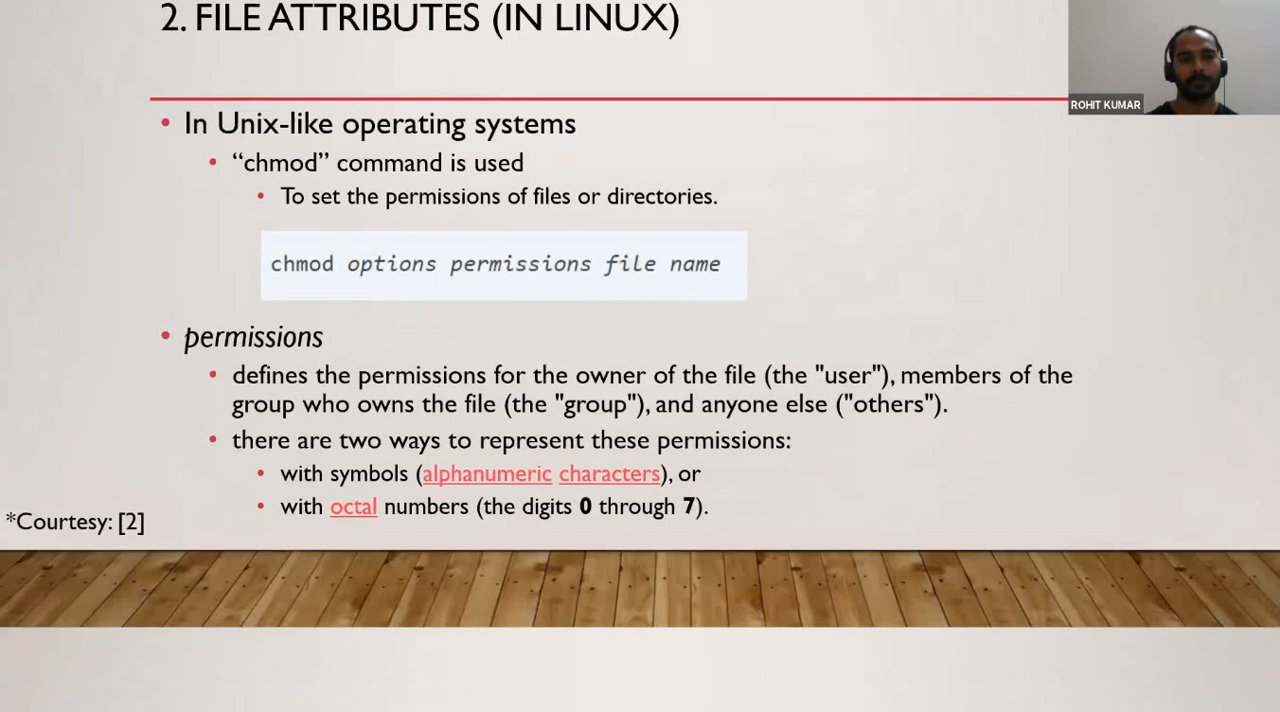 2. FILE ATTRIBUTES (IN LINUX)
ROHIT KUMAR
• In Unix-like operating systems
• “chmod” command is used
• To set the permissions of files or directories.
chmod options permissions file name
• permissions
• defines the permissions for the owner of the file (the "user"), members of the
group who owns the file (the "group"), and anyone else ("others").
• there are two ways to represent these permissions:
• with symbols (alphanumeric characters), or
• with octal numbers (the digits 0 through 7).
*Courtesy: [2]